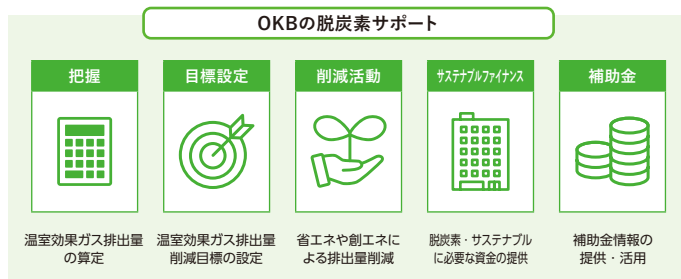 OKBの脱炭素サポート
把握
目標設定
削減活動
サステナブルファイナンス
補助金
温室効果ガス排出量
の算定
温室効果ガス排出量
削減目標の設定
省エネや創エネに
よる排出量削減
脱炭素・サステナブル
に必要な資金の提供
補助金情報の
提供・活用